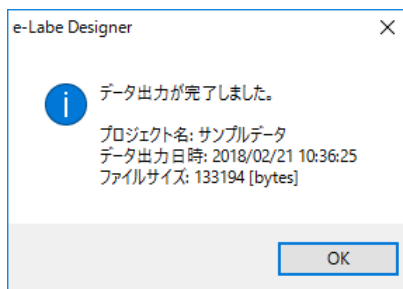 e-Labe Designer
データ出力が完了しました。
プロジェクト名: サンプルデータ
データ出力日時: 2018/02/21 10:36:25
ファイルサイズ: 133194 [bytes]
OK